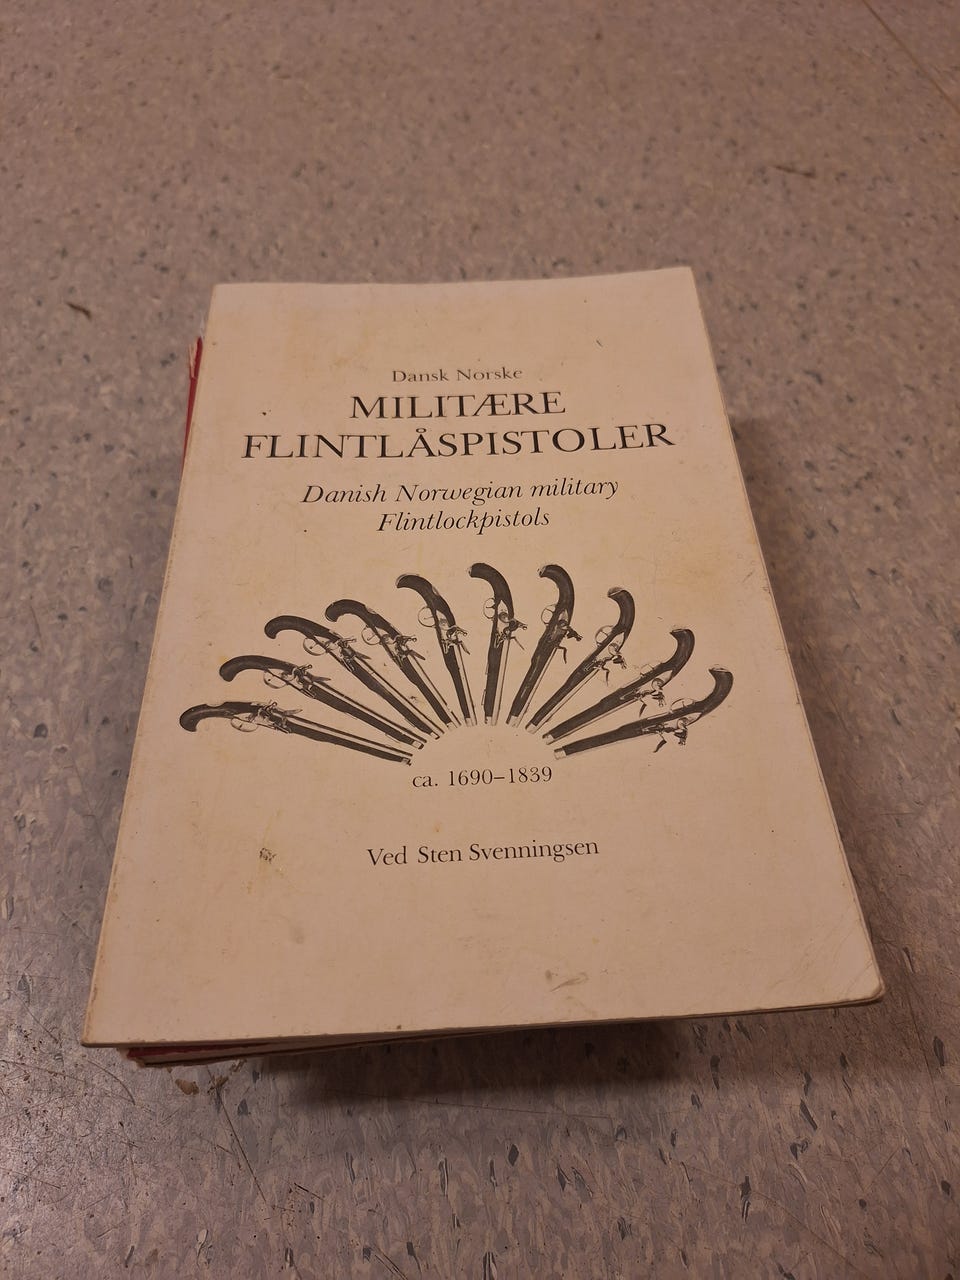 Dansk Norske
MILITÆRE
FLINTLÅSPISTOLER
Danish Norwegian military
Flintlockpistols
ca. 1690–1839
Ved Sten Svenningsen